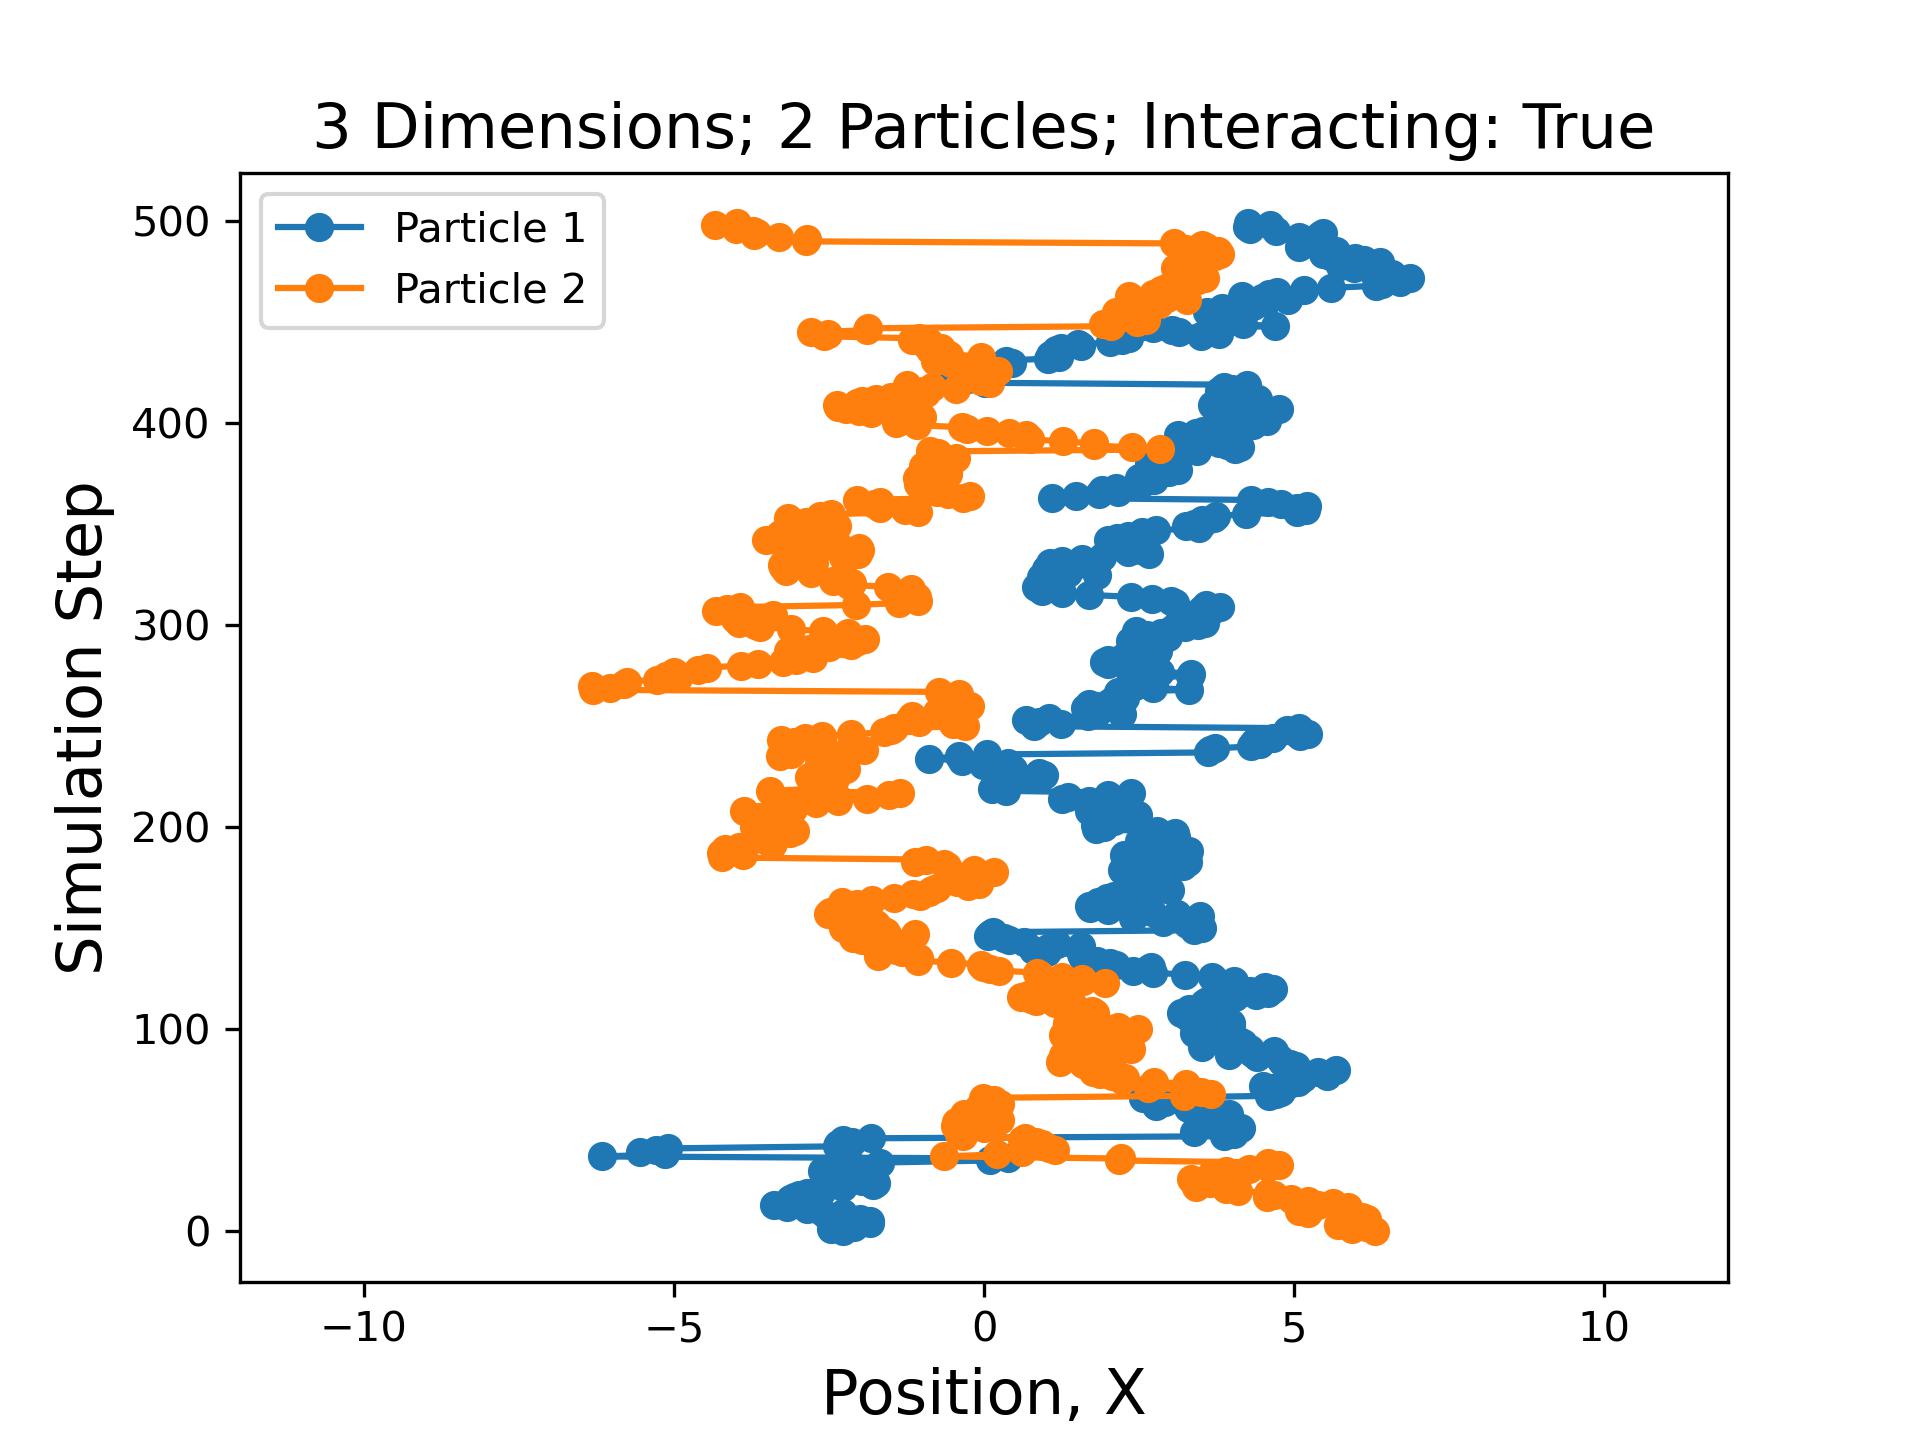 3 Dimensions; 2 Particles; Interacting: True
Particle 1
Particle 2
Simulation Step
500
400
300
200
100
0
−10
−5
0
5
10
Position, X